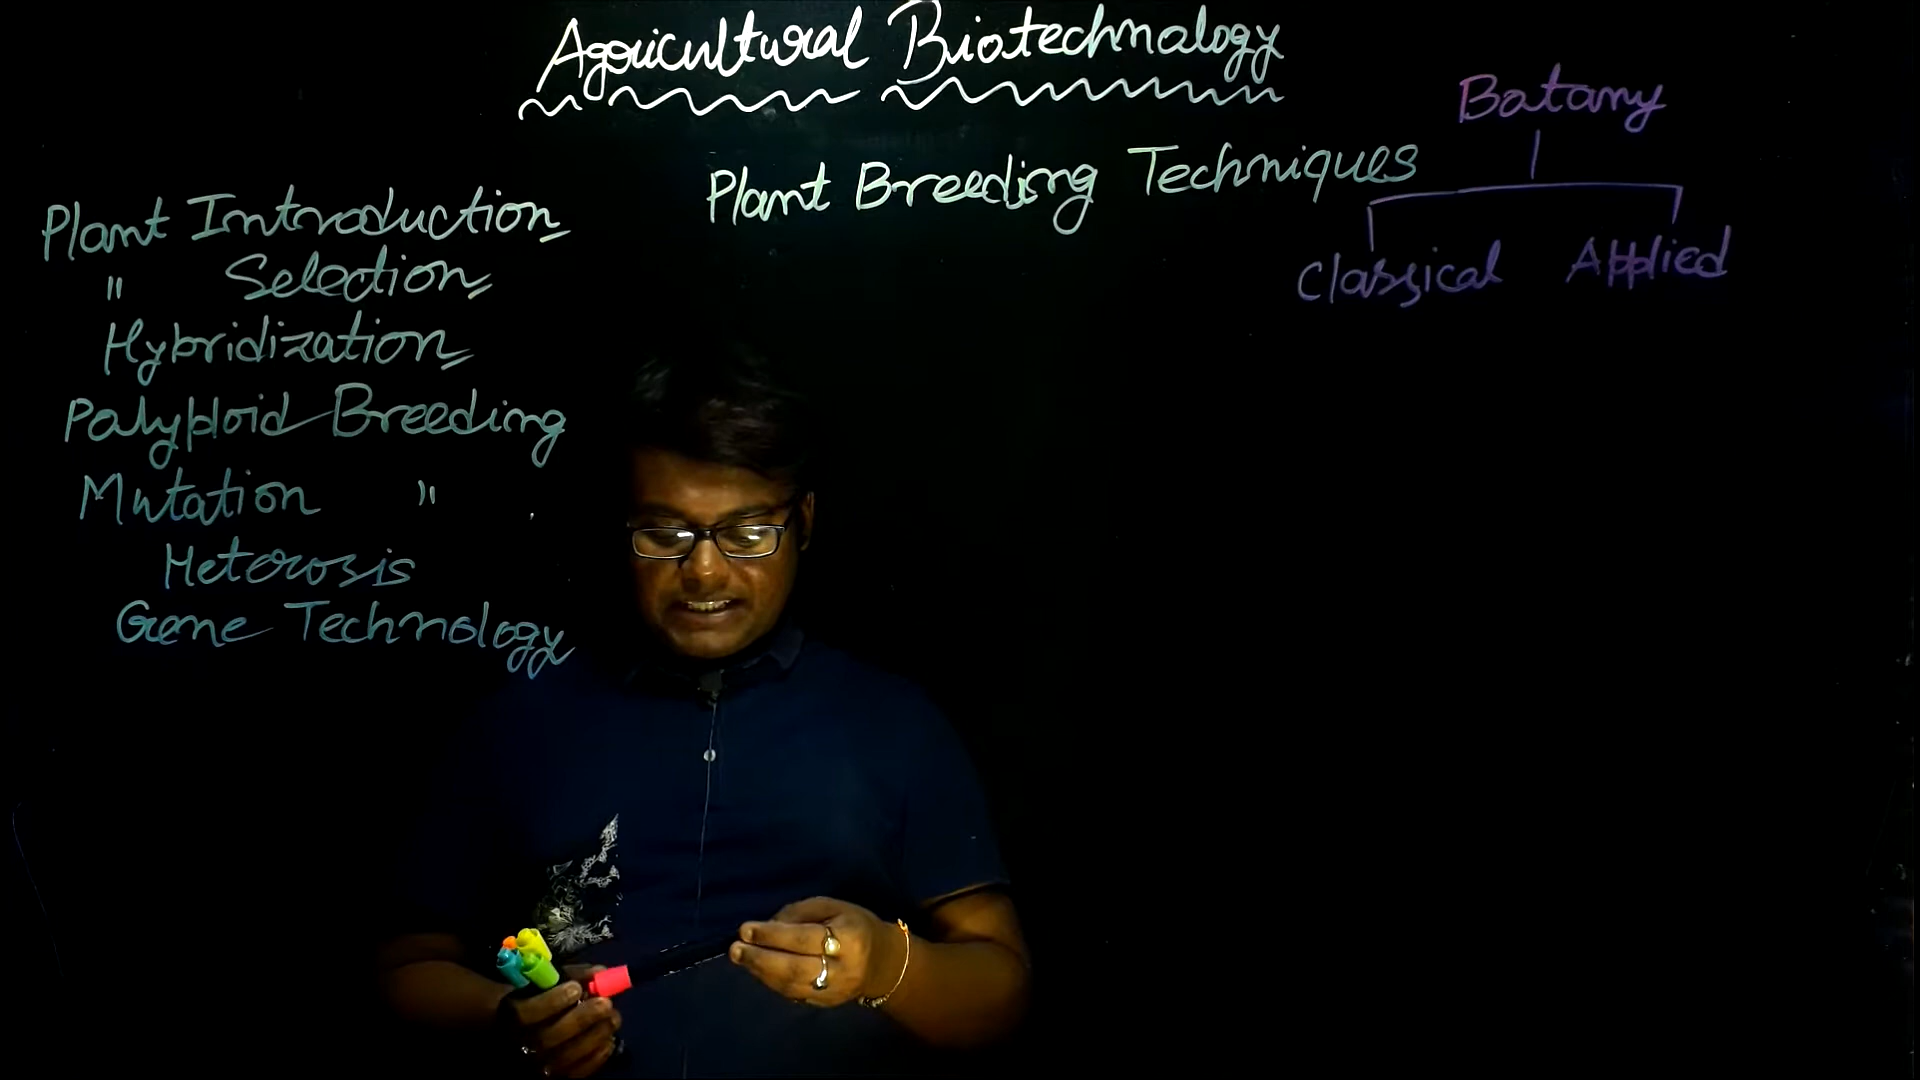 Agricultural Biotechnology
Plant Breeding Techniques
Plant Introduction
" Selection
Hybridization
Polyploid Breeding
Mutation "
Heterosis
Gene Technology
Botany
Classical Applied